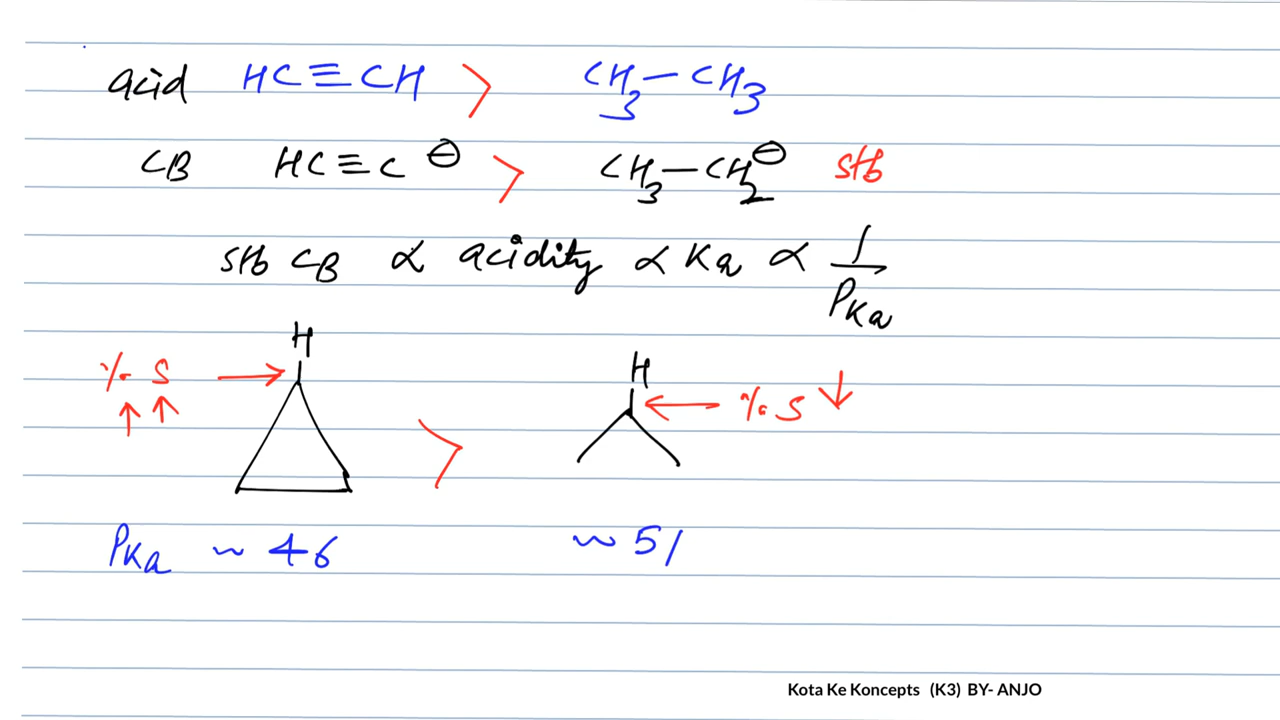 acid HC≡CH > CH3—CH3
CB HC≡C⊖ > CH3—CH2⊖ stb
stb CB ∝ acidity ∝ Ka ∝ 1/PKa
H
% S → > H ← % S ↓
↑ ↑
PKa ~ 46 ~ 51
Kota Ke Koncepts (K3) BY- ANJO